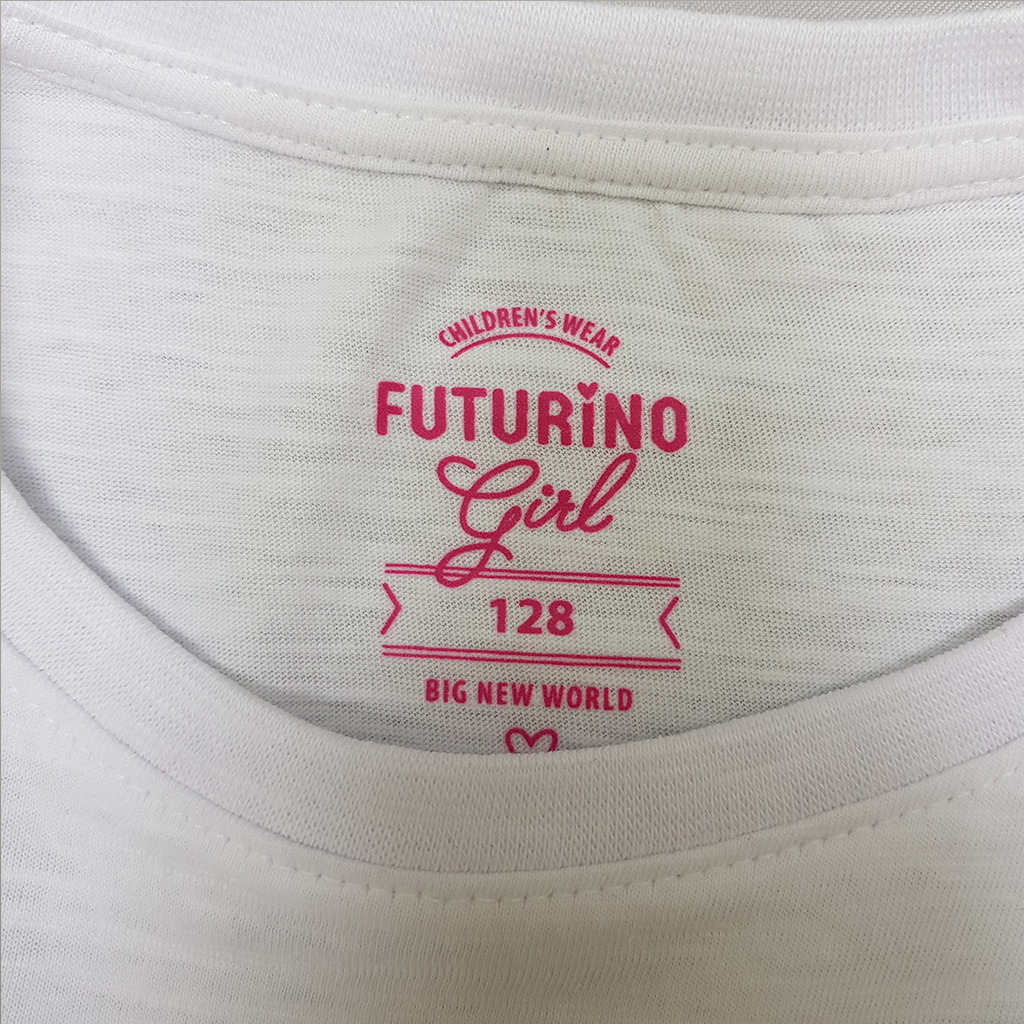 CHILDREN'S WEAR
FUTURINO
Girl
128
BIG NEW WORLD